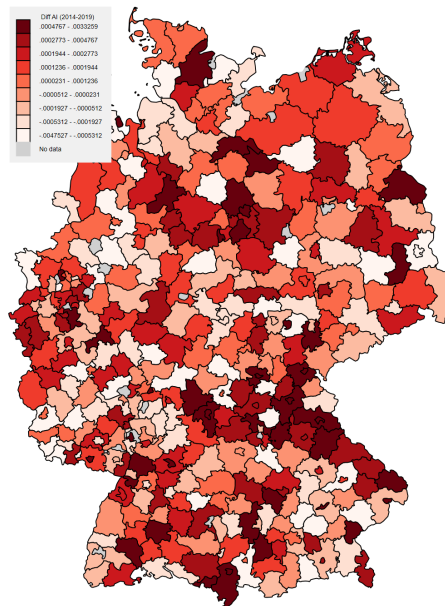 Diff AI (2014-2019)
.0004767 - .0033259
.0002773 - .0004767
.0001944 - .0002773
.0001236 - .0001944
.0000231 - .0001236
-.0000512 - .0000231
-.0001927 - -.0000512
-.0005312 - -.0001927
-.0047527 - -.0005312
No data